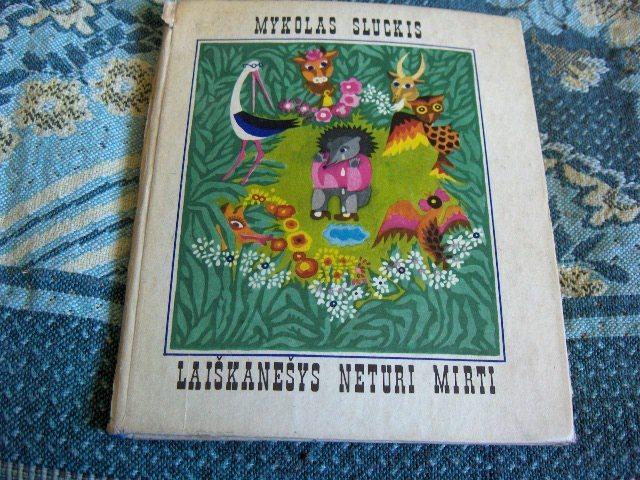 MYKOLAS SLUCKIS
LAIŠKANEŠYS NETURI MIRTI